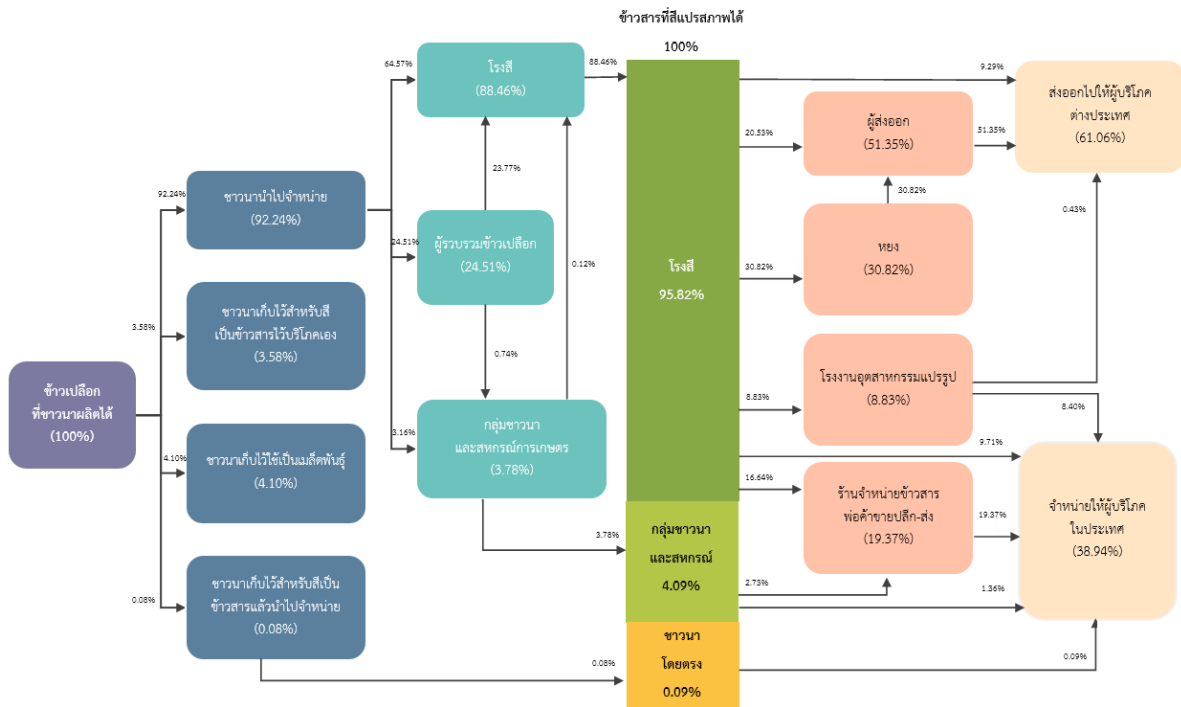 ข้าวสารที่สีแปรสภาพได้
100%
ข้าวเปลือก
ที่ชาวนาผลิตได้
(100%)
92.24%
3.58%
4.10%
0.08%
ชาวนานำไปจำหน่าย
(92.24%)
ชาวนาเก็บไว้สำหรับสี
เป็นข้าวสารไว้บริโภคเอง
(3.58%)
ชาวนาเก็บไว้ใช้เป็นเมล็ดพันธุ์
(4.10%)
ชาวนาเก็บไว้สำหรับสีเป็น
ข้าวสารแล้วนำไปจำหน่าย
(0.08%)
64.57%
24.51%
3.16%
โรงสี
(88.46%)
23.77%
ผู้รวบรวมข้าวเปลือก
(24.51%)
0.12%
0.74%
กลุ่มชาวนา
และสหกรณ์การเกษตร
(3.78%)
88.46%
3.78%
0.08%
โรงสี
95.82%
กลุ่มชาวนา
และสหกรณ์
4.09%
ชาวนา
โดยตรง
0.09%
9.29%
20.53%
30.82%
8.83%
9.71%
16.64%
2.73%
1.36%
0.09%
ผู้ส่งออก
(51.35%)
51.35%
30.82%
หยง
(30.82%)
โรงงานอุตสาหกรรมแปรรูป
(8.83%)
0.43%
8.40%
ร้านจำหน่ายข้าวสาร
พ่อค้าขายปลีก-ส่ง
(19.37%)
19.37%
ส่งออกไปให้ผู้บริโภค
ต่างประเทศ
(61.06%)
จำหน่ายให้ผู้บริโภค
ในประเทศ
(38.94%)